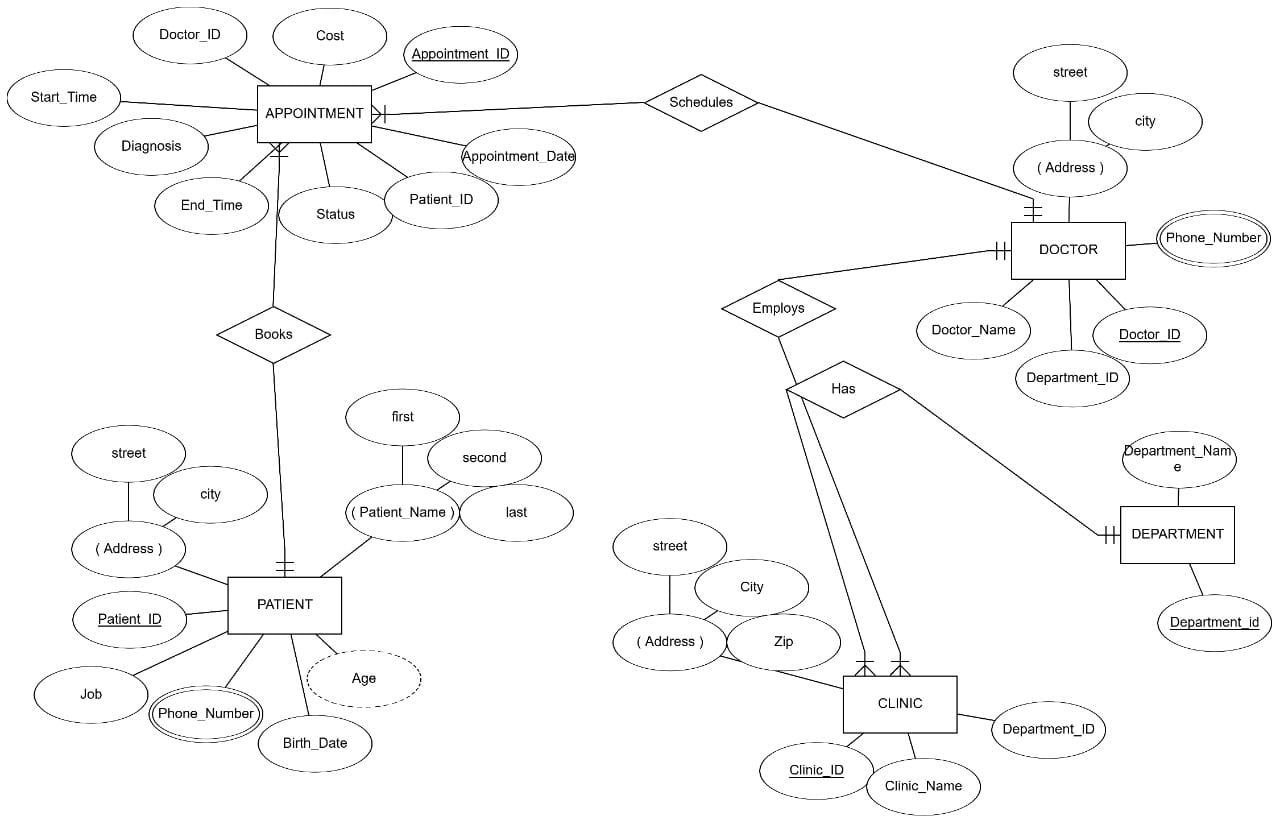 Doctor_ID
Cost
Appointment_ID
Start_Time
APPOINTMENT
Diagnosis
Appointment_Date
End_Time
Status
Patient_ID
Schedules
street
city
( Address )
Phone_Number
DOCTOR
Doctor_Name
Doctor_ID
Department_ID
Employs
Books
Has
first
second
last
( Patient_Name )
street
city
( Address )
Patient_ID
PATIENT
Job
Phone_Number
Birth_Date
Age
Department_Nam
e
DEPARTMENT
Department_id
street
City
( Address )
Zip
CLINIC
Department_ID
Clinic_ID
Clinic_Name